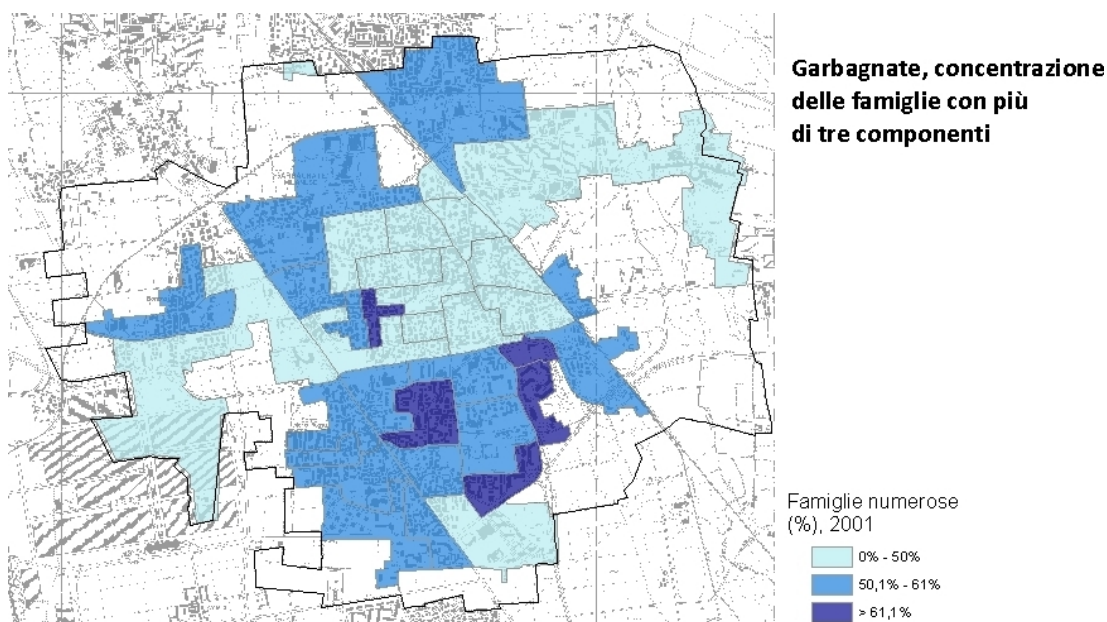 Garbagnate, concentrazione
delle famiglie con più
di tre componenti
Famiglie numerose
(%), 2001
0% - 50%
50,1% - 61%
> 61,1%